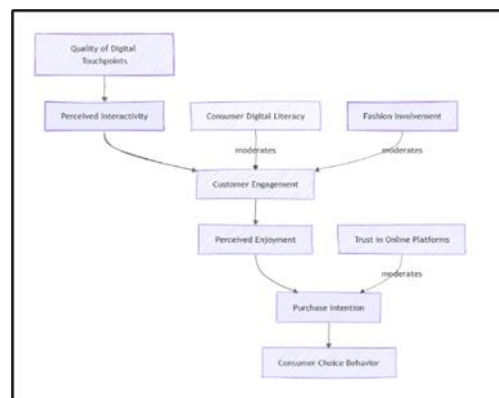 Quality of Digital
Touchpoints
Perceived Interactivity
Consumer Digital Literacy
Fashion Involvement
moderates
moderates
Customer Engagement
Perceived Enjoyment
Trust in Online Platforms
moderates
Purchase Intention
Consumer Choice Behavior